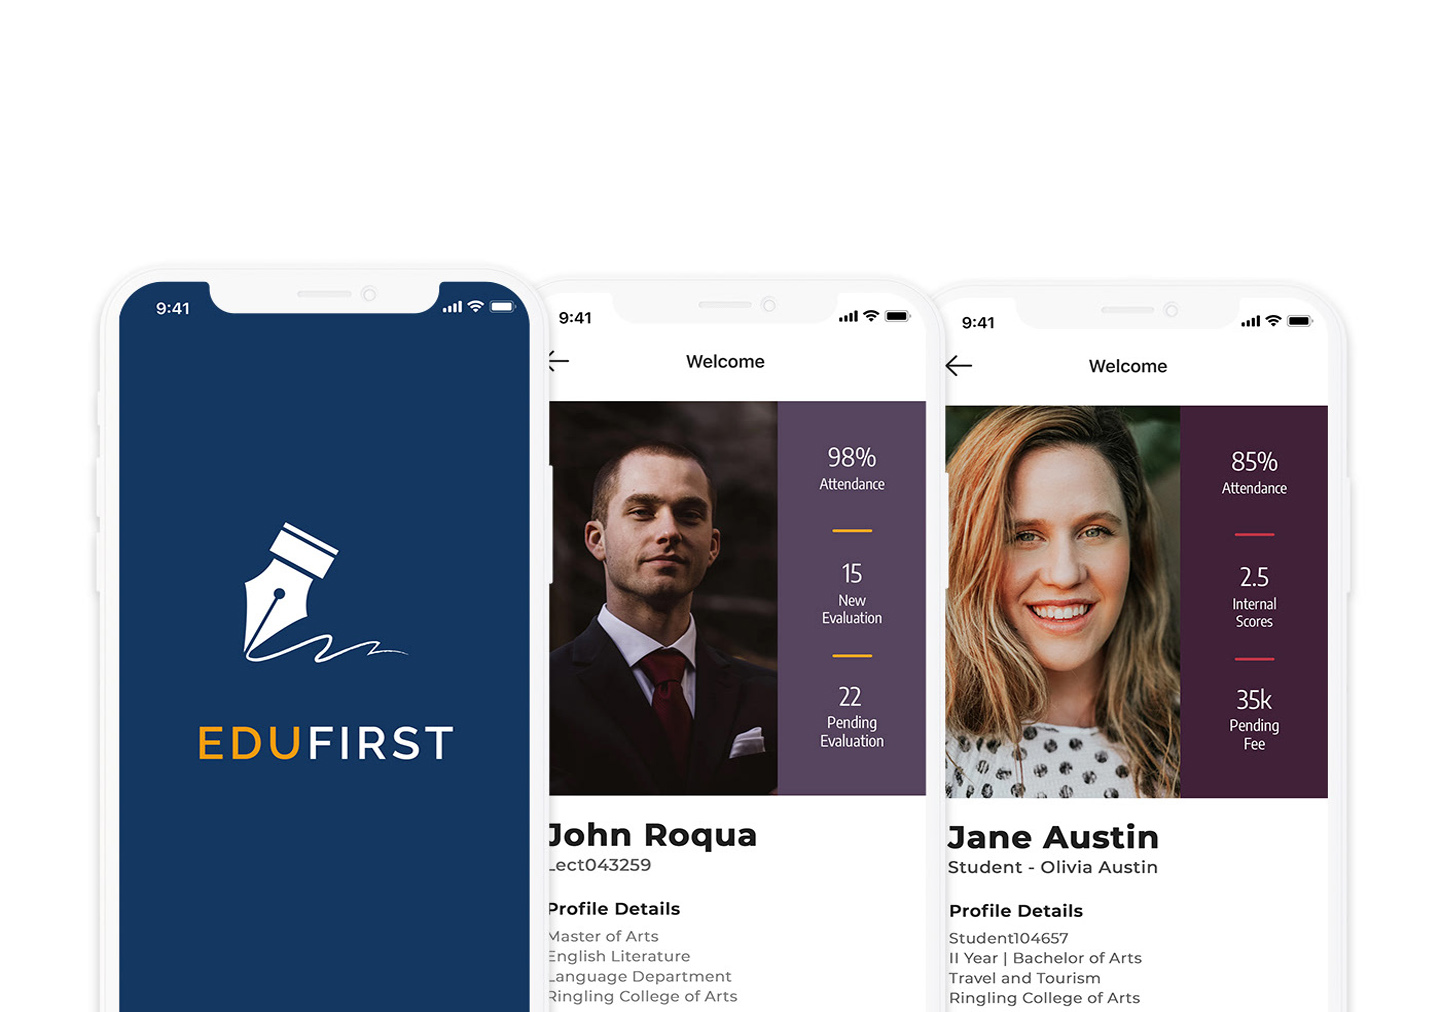 9:41
EDUFIRST
9:41
Welcome
98%
Attendance
15
New
Evaluation
22
Pending
Evaluation
John Roqua
Lect043259
Profile Details
Master of Arts
English Literature
Language Department
Ringling College of Arts
9:41
Welcome
85%
Attendance
2.5
Internal
Scores
35k
Pending
Fee
Jane Austin
Student - Olivia Austin
Profile Details
Student104657
II Year | Bachelor of Arts
Travel and Tourism
Ringling College of Arts